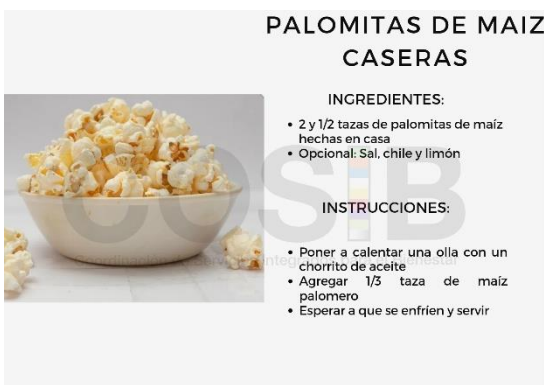 PALOMITAS DE MAIZ
CASERAS
INGREDIENTES:
• 2 y 1/2 tazas de palomitas de maíz
hechas en casa
• Opcional: Sal, chile y limón
COSIB
INSTRUCCIONES:
• Poner a calentar una olla con un
chorrito de aceite
• Agregar 1/3 taza de maíz
palomero
• Esperar a que se enfríen y servir